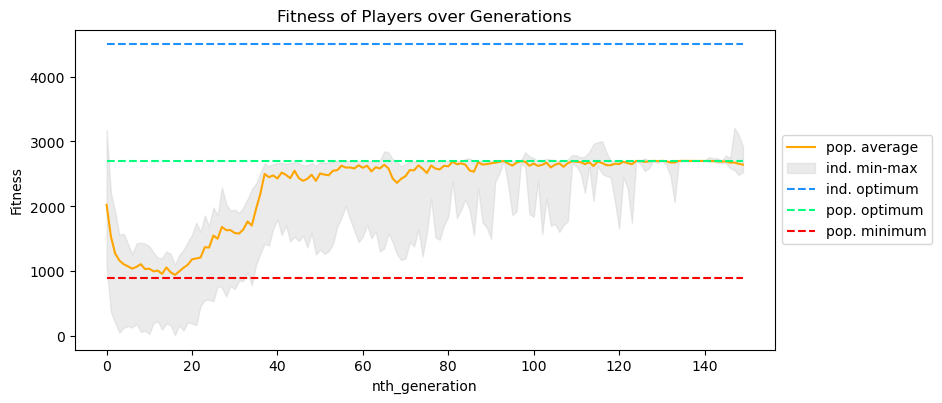 Fitness of Players over Generations
Fitness
4000
3000
2000
1000
0
0 20 40 60 80 100 120 140
nth_generation
pop. average
ind. min-max
ind. optimum
pop. optimum
pop. minimum